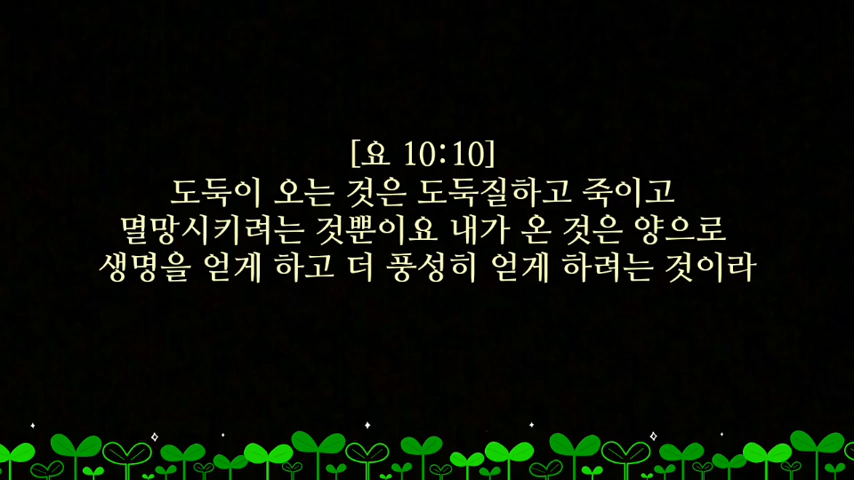 [요 10:10]
도둑이 오는 것은 도둑질하고 죽이고
멸망시키려는 것뿐이요 내가 온 것은 양으로
생명을 얻게 하고 더 풍성히 얻게 하려는 것이라